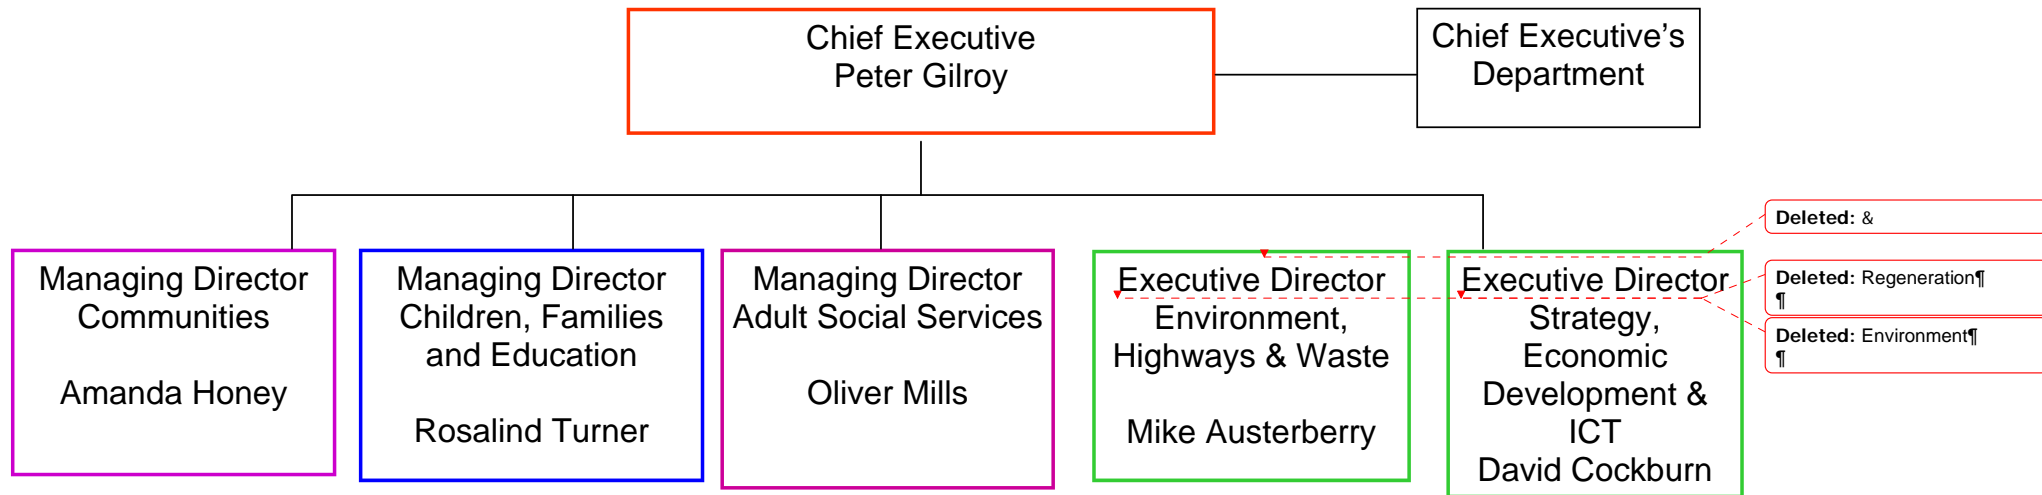 Chief Executive
Peter Gilroy
Chief Executive’s
Department
Managing Director
Communities
Amanda Honey
Managing Director
Children, Families
and Education
Rosalind Turner
Managing Director
Adult Social Services
Oliver Mills
Executive Director
Environment,
Highways & Waste
Mike Austerberry
Executive Director
Strategy,
Economic
Development &
ICT
David Cockburn
Deleted: &
Deleted: Regeneration¶
¶
Deleted: Environment¶
¶